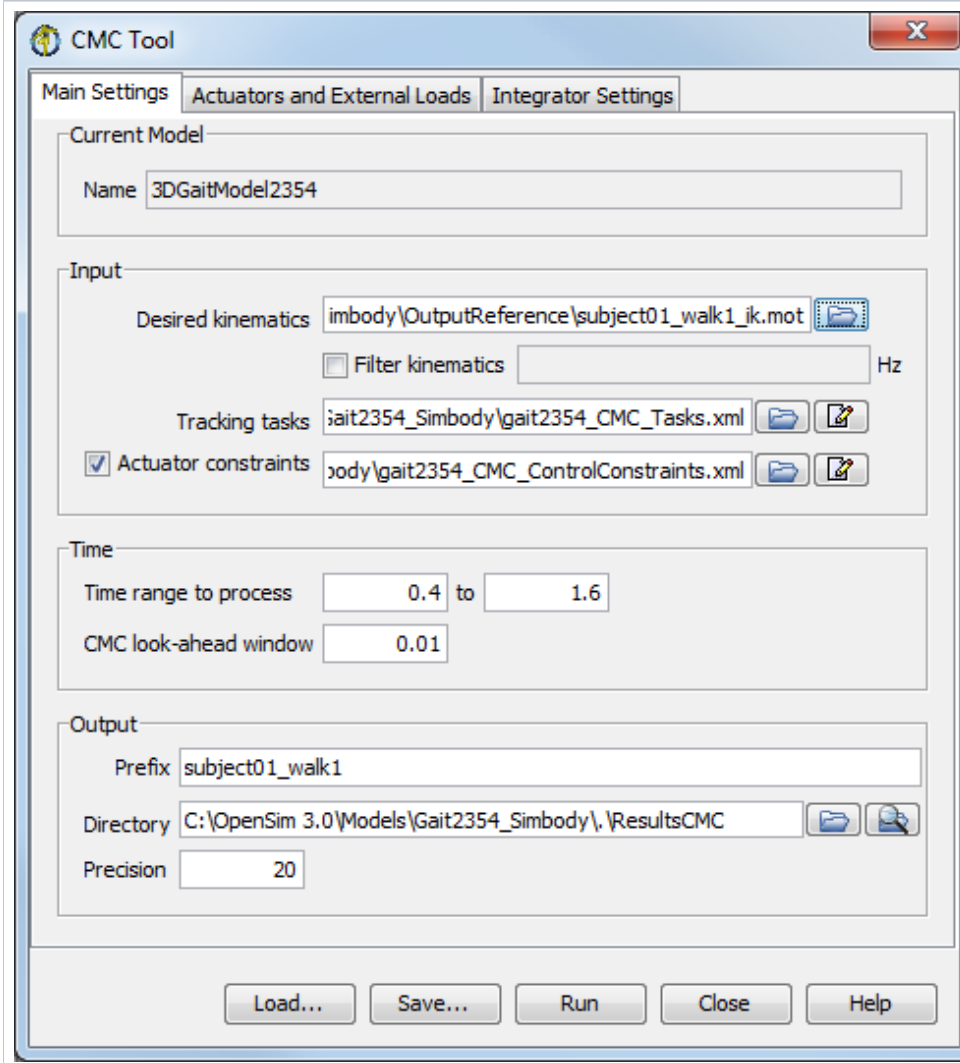 CMC Tool
Main Settings Actuators and External Loads Integrator Settings
Current Model
Name 3DGaitModel2354
Input
Desired kinematics imbody\OutputReference\subject01_walk1_ik.mot
Filter kinematics Hz
Tracking tasks Gait2354_Simbody\gait2354_CMC_Tasks.xml
Actuator constraints body\gait2354_CMC_ControlConstraints.xml
Time
Time range to process 0.4 to 1.6
CMC look-ahead window 0.01
Output
Prefix subject01_walk1
Directory C:\OpenSim 3.0\Models\Gait2354_Simbody\.\ResultsCMC
Precision 20
Load... Save... Run Close Help